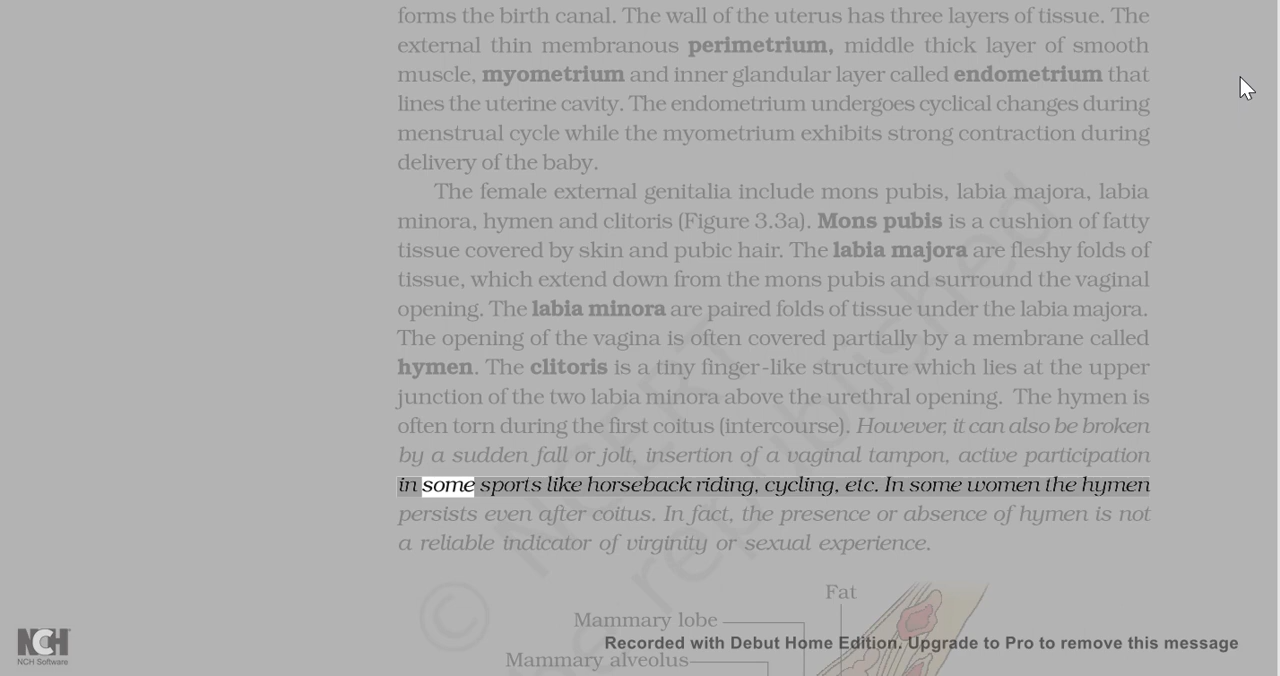 forms the birth canal. The wall of the uterus has three layers of tissue. The
external thin membranous perimetrium, middle thick layer of smooth
muscle, myometrium and inner glandular layer called endometrium that
lines the uterine cavity. The endometrium undergoes cyclical changes during
menstrual cycle while the myometrium exhibits strong contraction during
delivery of the baby.
The female external genitalia include mons pubis, labia majora, labia
minora, hymen and clitoris (Figure 3.3a). Mons pubis is a cushion of fatty
tissue covered by skin and pubic hair. The labia majora are fleshy folds of
tissue, which extend down from the mons pubis and surround the vaginal
opening. The labia minora are paired folds of tissue under the labia majora.
The opening of the vagina is often covered partially by a membrane called
hymen. The clitoris is a tiny finger-like structure which lies at the upper
junction of the two labia minora above the urethral opening. The hymen is
often torn during the first coitus (intercourse). However, it can also be broken
by a sudden fall or jolt, insertion of a vaginal tampon, active participation
in some sports like horseback riding, cycling, etc. In some women the hymen
persists even after coitus. In fact, the presence or absence of hymen is not
a reliable indicator of virginity or sexual experience.
Fat
Mammary lobe
Mammary alveolus
© NCERT
republished
NCH
NCH Software
Recorded with Debut Home Edition. Upgrade to Pro to remove this message